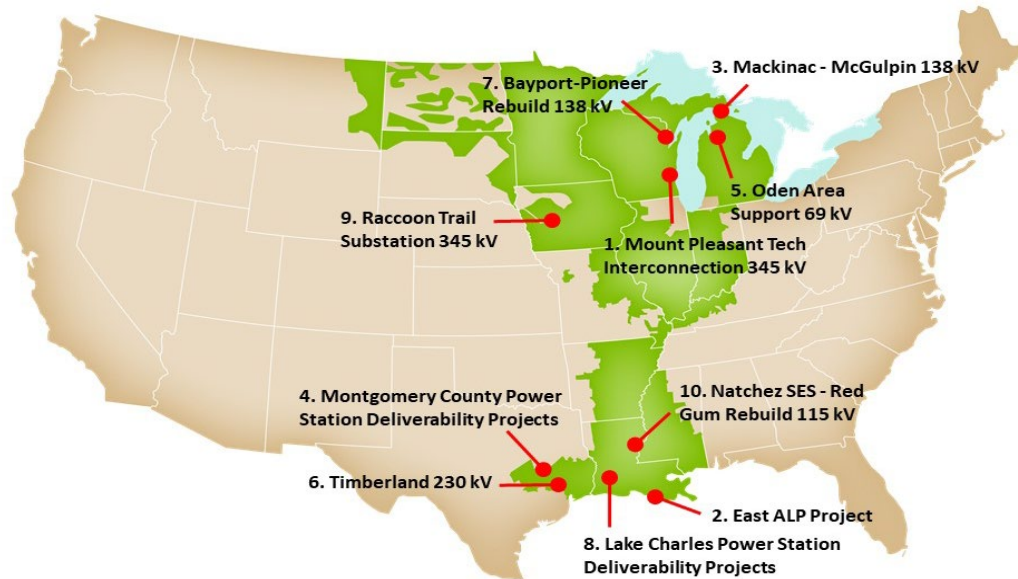 3. Mackinac - McGulpin 138 kV
7. Bayport-Pioneer
Rebuild 138 kV
5. Oden Area
Support 69 kV
9. Raccoon Trail
Substation 345 kV
1. Mount Pleasant Tech
Interconnection 345 kV
4. Montgomery County Power
Station Deliverability Projects
10. Natchez SES - Red
Gum Rebuild 115 kV
6. Timberland 230 kV
2. East ALP Project
8. Lake Charles Power Station
Deliverability Projects